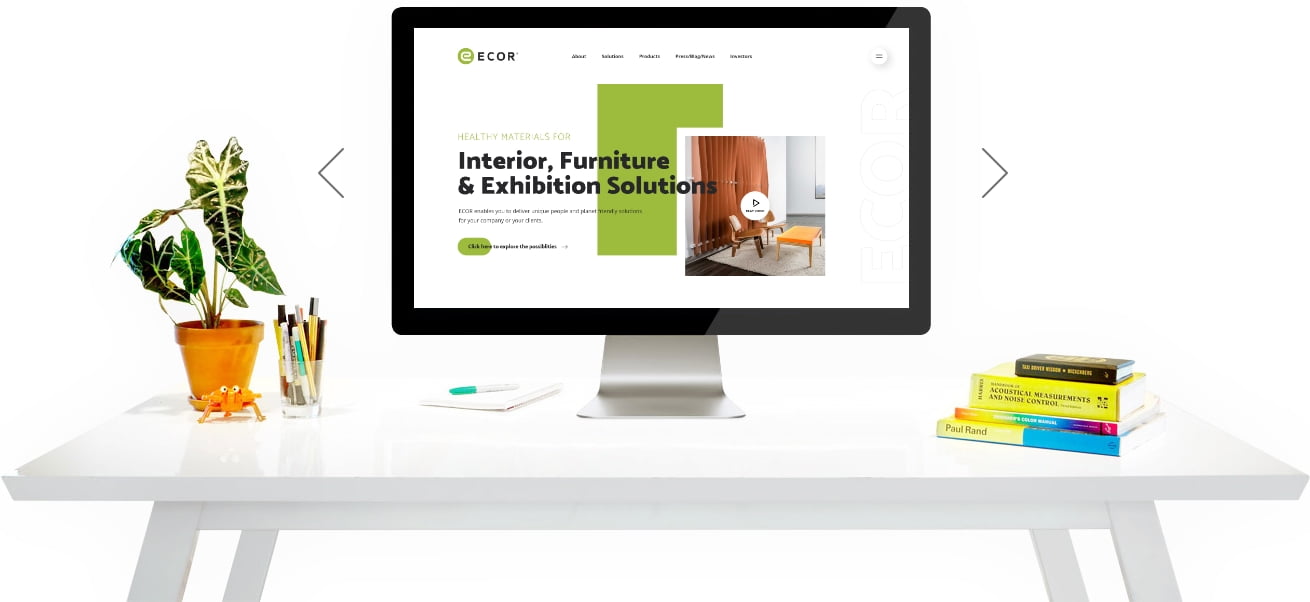 ECOR
About Solutions Products Press/Blog/News Investors
HEALTHY MATERIALS FOR
Interior, Furniture
& Exhibition Solutions
ECOR enables you to deliver unique people and planet friendly solutions
for your company or your clients.
Click here to explore the possibilities
ECOR
TAXI DRIVER WISDOM
HANDBOOK OF
ACOUSTICAL MEASUREMENTS
AND NOISE CONTROL
HARRIS
COLOR MANUAL
Paul Rand